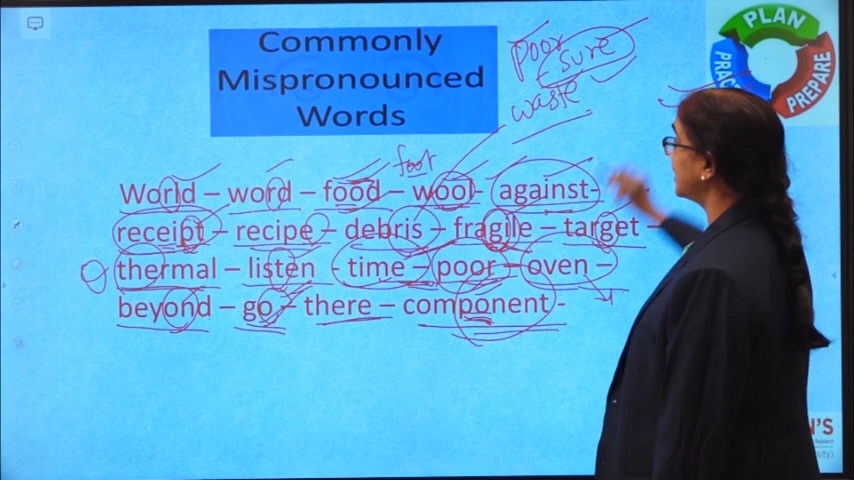 Commonly
Mispronounced
Words
poor
sure
waste
PLAN
PREPARE
PRAC
foot
World – word – food – wool- against-
receipt – recipe – debris – fragile – target –
thermal – listen - time – poor – oven –
beyond – go – there – component -
N'S